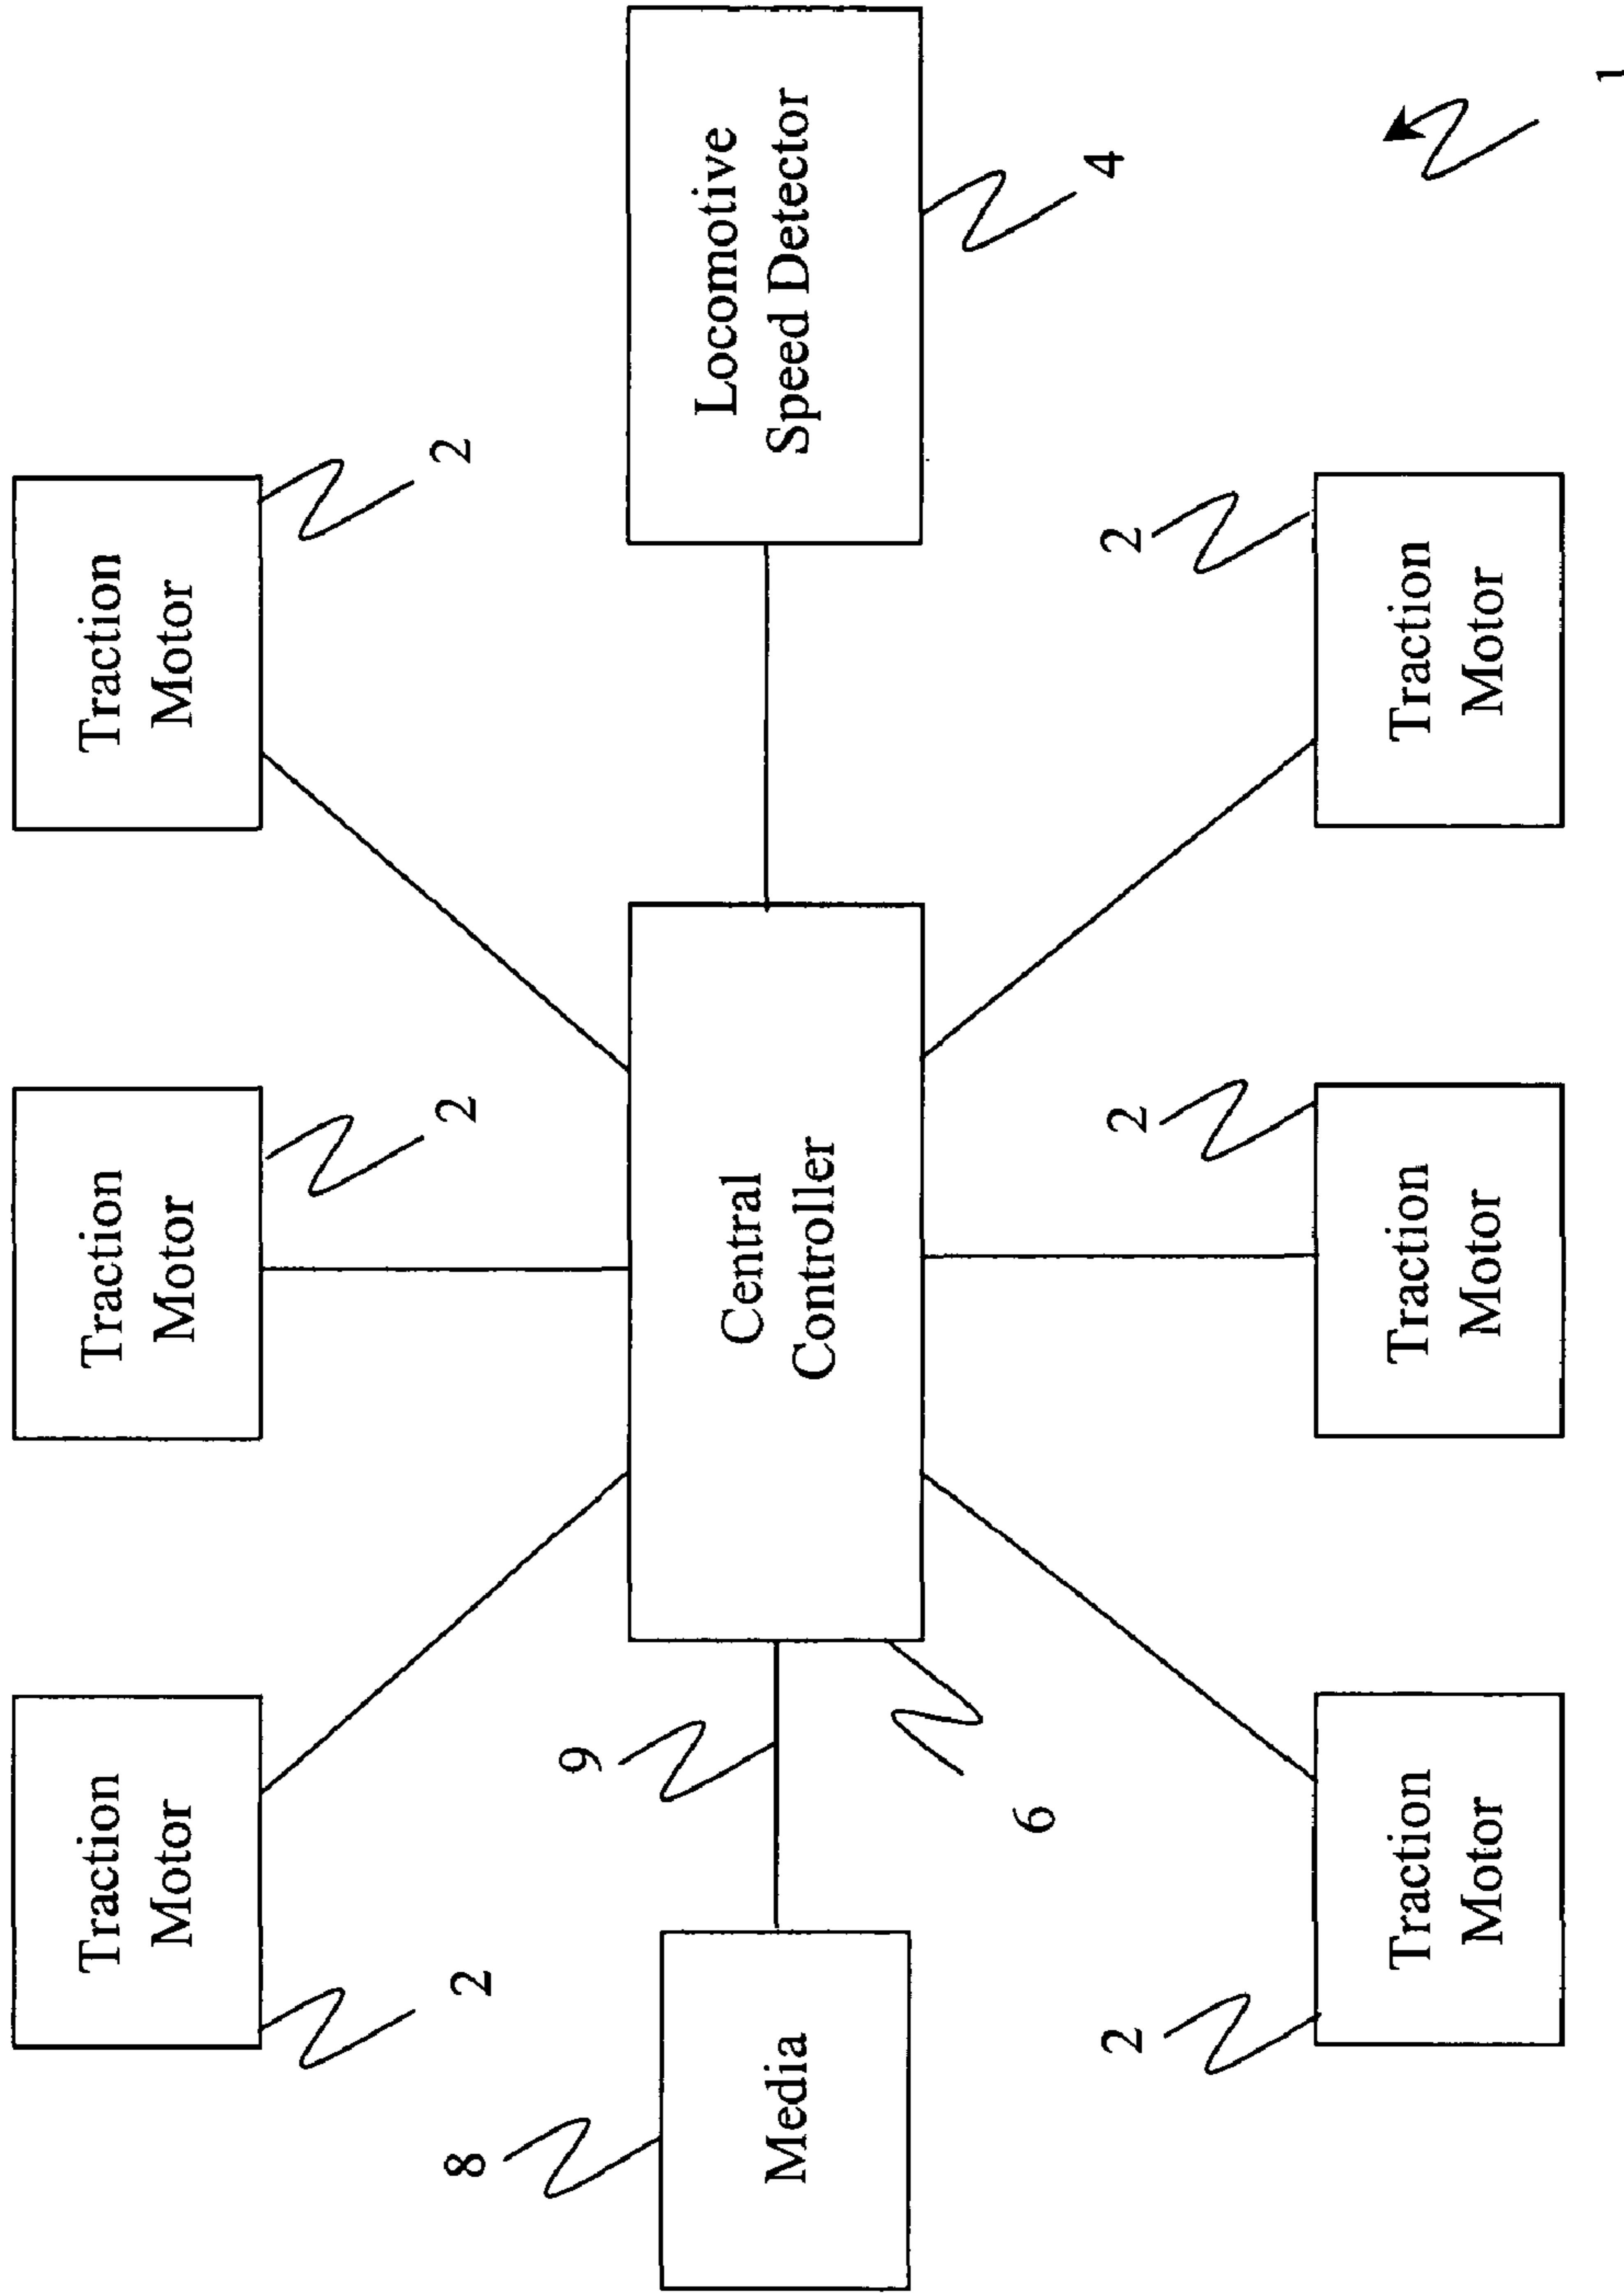 Traction
Motor
Traction
Motor
Traction
Motor
8
2
2
2
9
Media
Central
Controller
Locomotive
Speed Detector
6
4
2
2
2
Traction
Motor
Traction
Motor
Traction
Motor
1